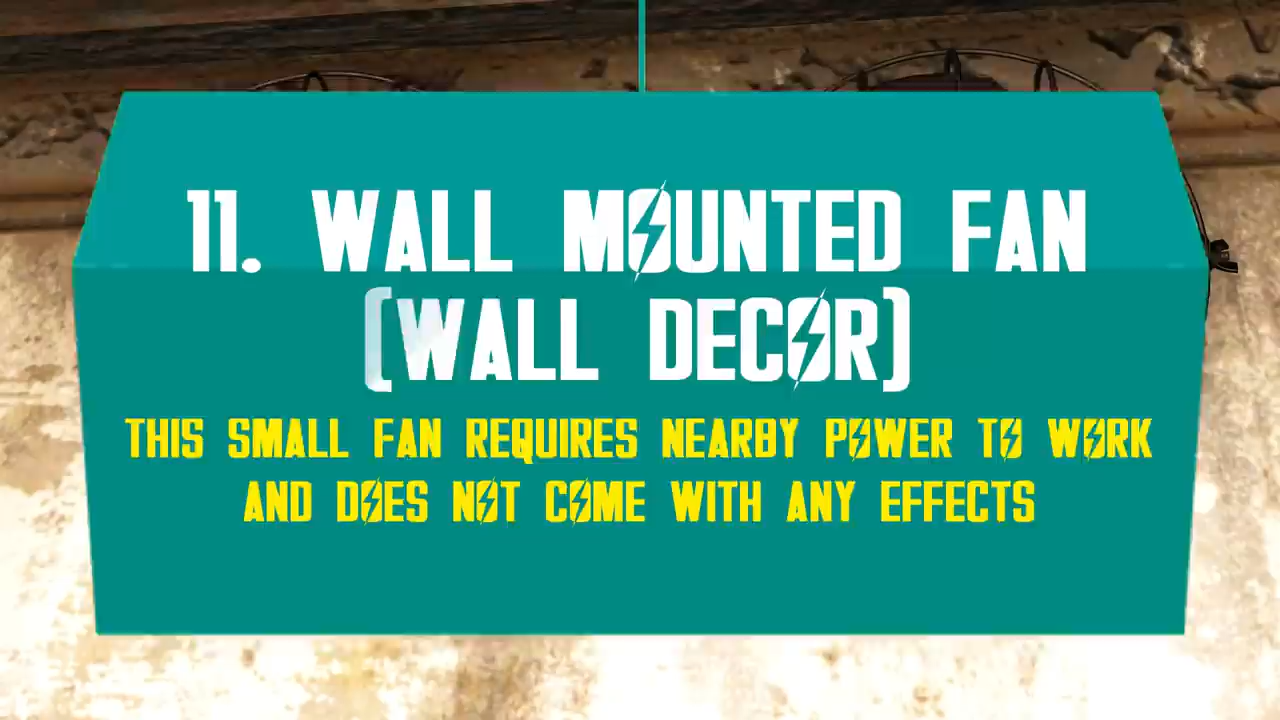 11. WALL MOUNTED FAN
(WALL DECOR)
THIS SMALL FAN REQUIRES NEARBY POWER TO WORK
AND DOES NOT COME WITH ANY EFFECTS